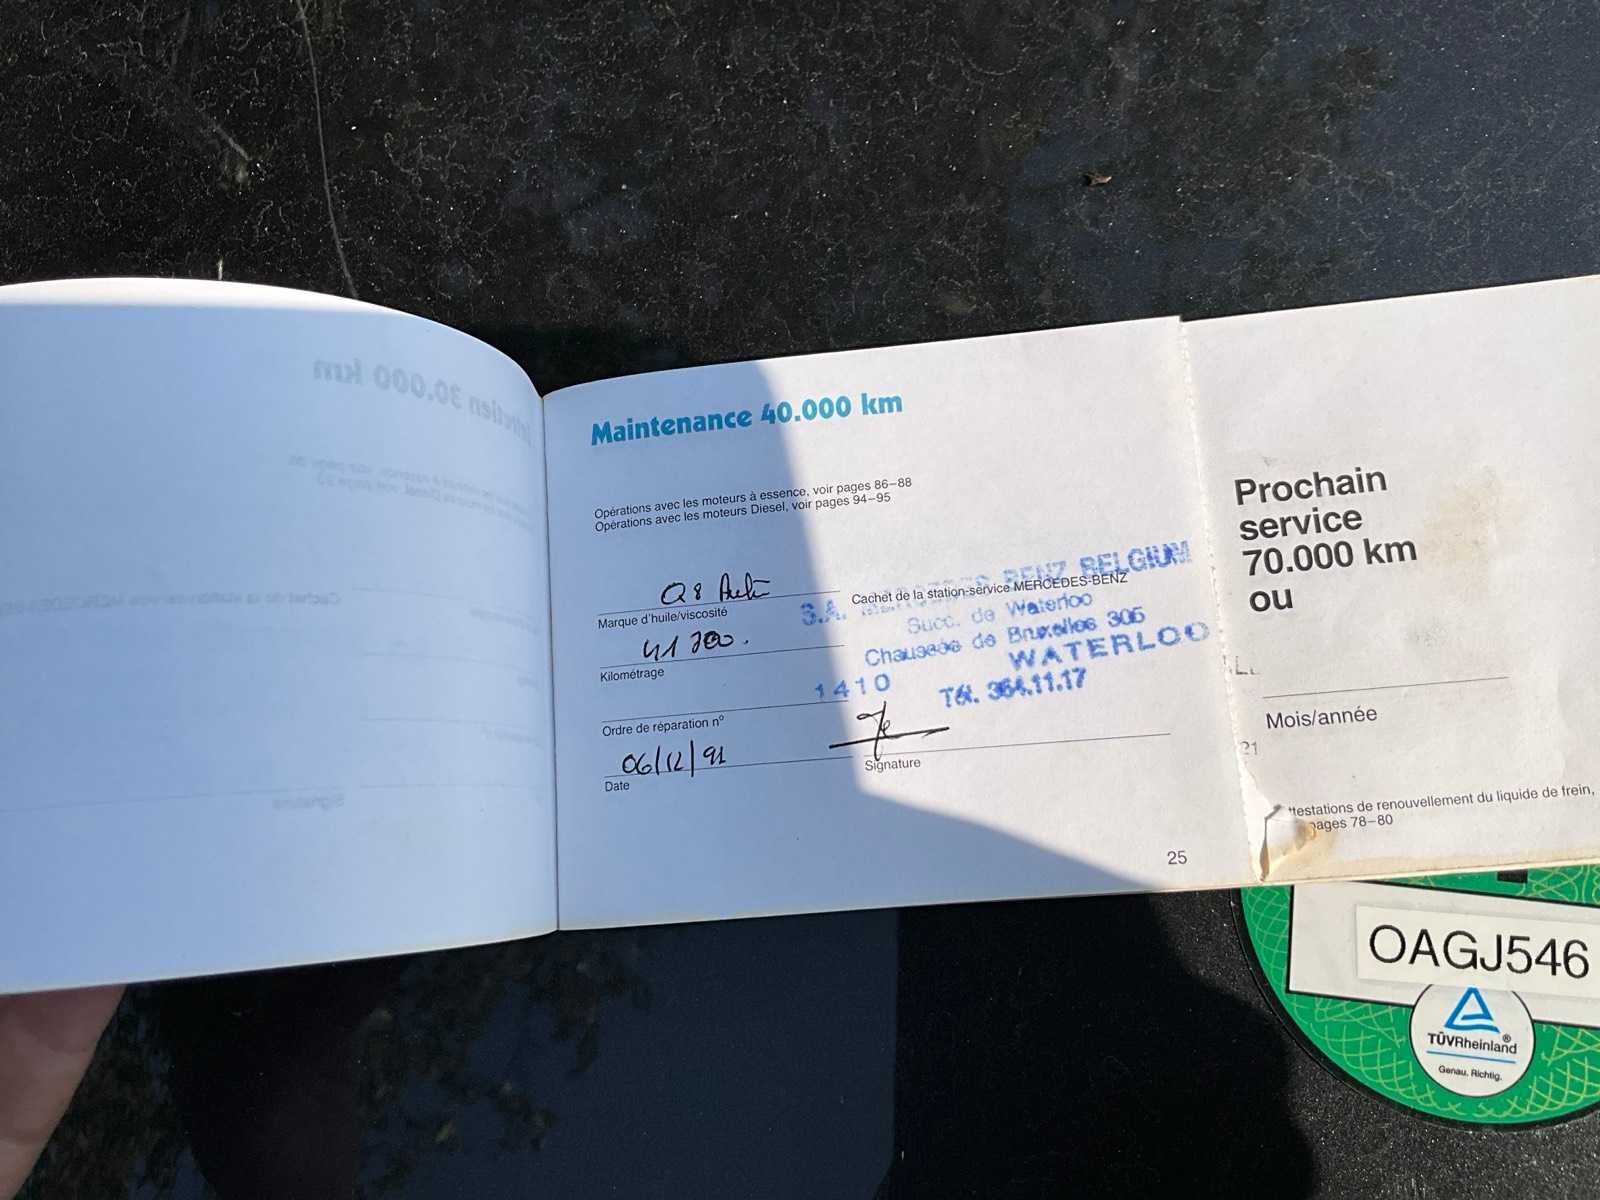 Maintenance 40.000 km
Opérations avec les moteurs à essence, voir pages 86–88
Opérations avec les moteurs Diesel, voir pages 94–95
Q8
Marque d'huile/viscosité
Kilométrage
Ordre de réparation nº
06/12/91
Date
Cachet de la station-service MERCEDES-BENZ
S.A. MERCEDES-BENZ BELGIUM
Succ. de Waterloo
Chaussée de Bruxelles 305
1410 WATERLOO
Tél. 354.11.17
Signature
25
Prochain
service
70.000 km
ou
Mois/année
21
ttestations de renouvellement du liquide de frein,
pages 78–80
OAGJ546
TÜVRheinland®
Genau. Richtig.